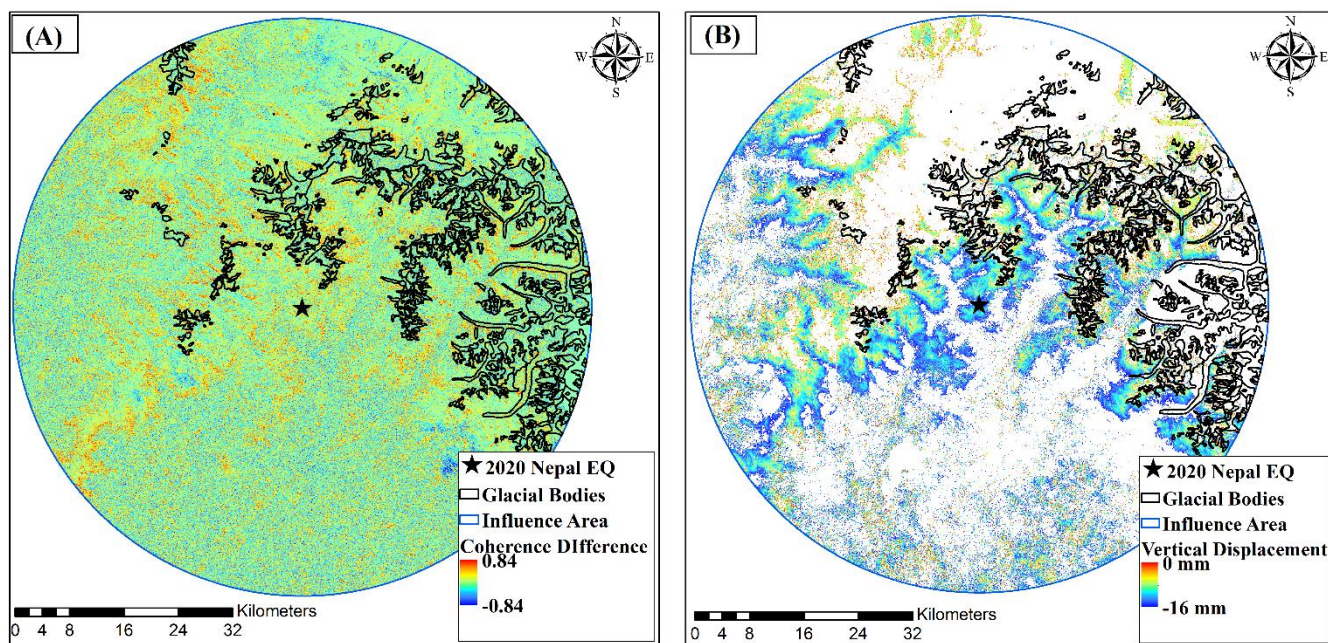 (A)
N
W E
S
2020 Nepal EQ
Glacial Bodies
Influence Area
Coherence DIfference
0.84
-0.84
Kilometers
0 4 8 16 24 32
(B)
N
W E
S
2020 Nepal EQ
Glacial Bodies
Influence Area
Vertical Displacement
0 mm
-16 mm
Kilometers
0 4 8 16 24 32